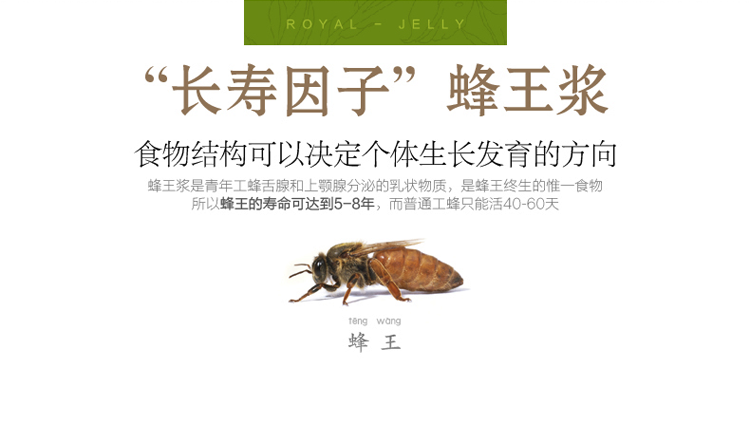 ROYAL - JELLY
“长寿因子”蜂王浆
食物结构可以决定个体生长发育的方向
蜂王浆是青年工蜂舌腺和上颚腺分泌的乳状物质，是蜂王终生的惟一食物
所以蜂王的寿命可达到5-8年，而普通工蜂只能活40-60天
tēng wāng
蜂 王